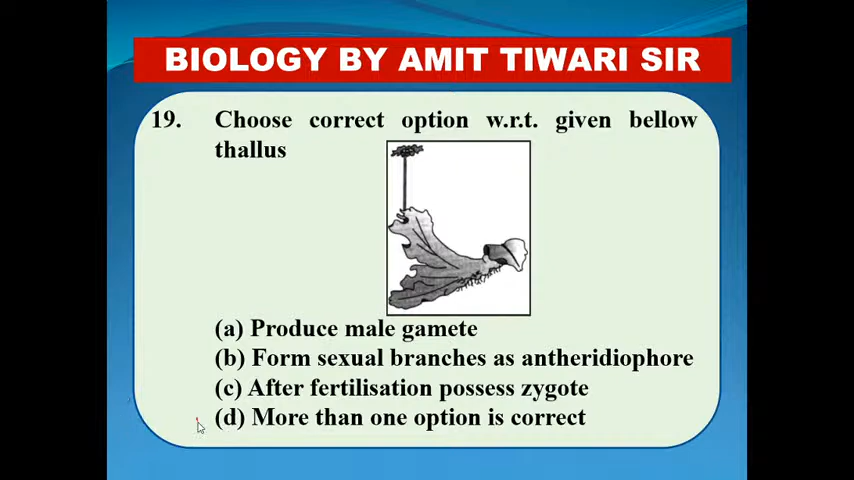 BIOLOGY BY AMIT TIWARI SIR
19. Choose correct option w.r.t. given bellow
thallus
(a) Produce male gamete
(b) Form sexual branches as antheridiophore
(c) After fertilisation possess zygote
(d) More than one option is correct